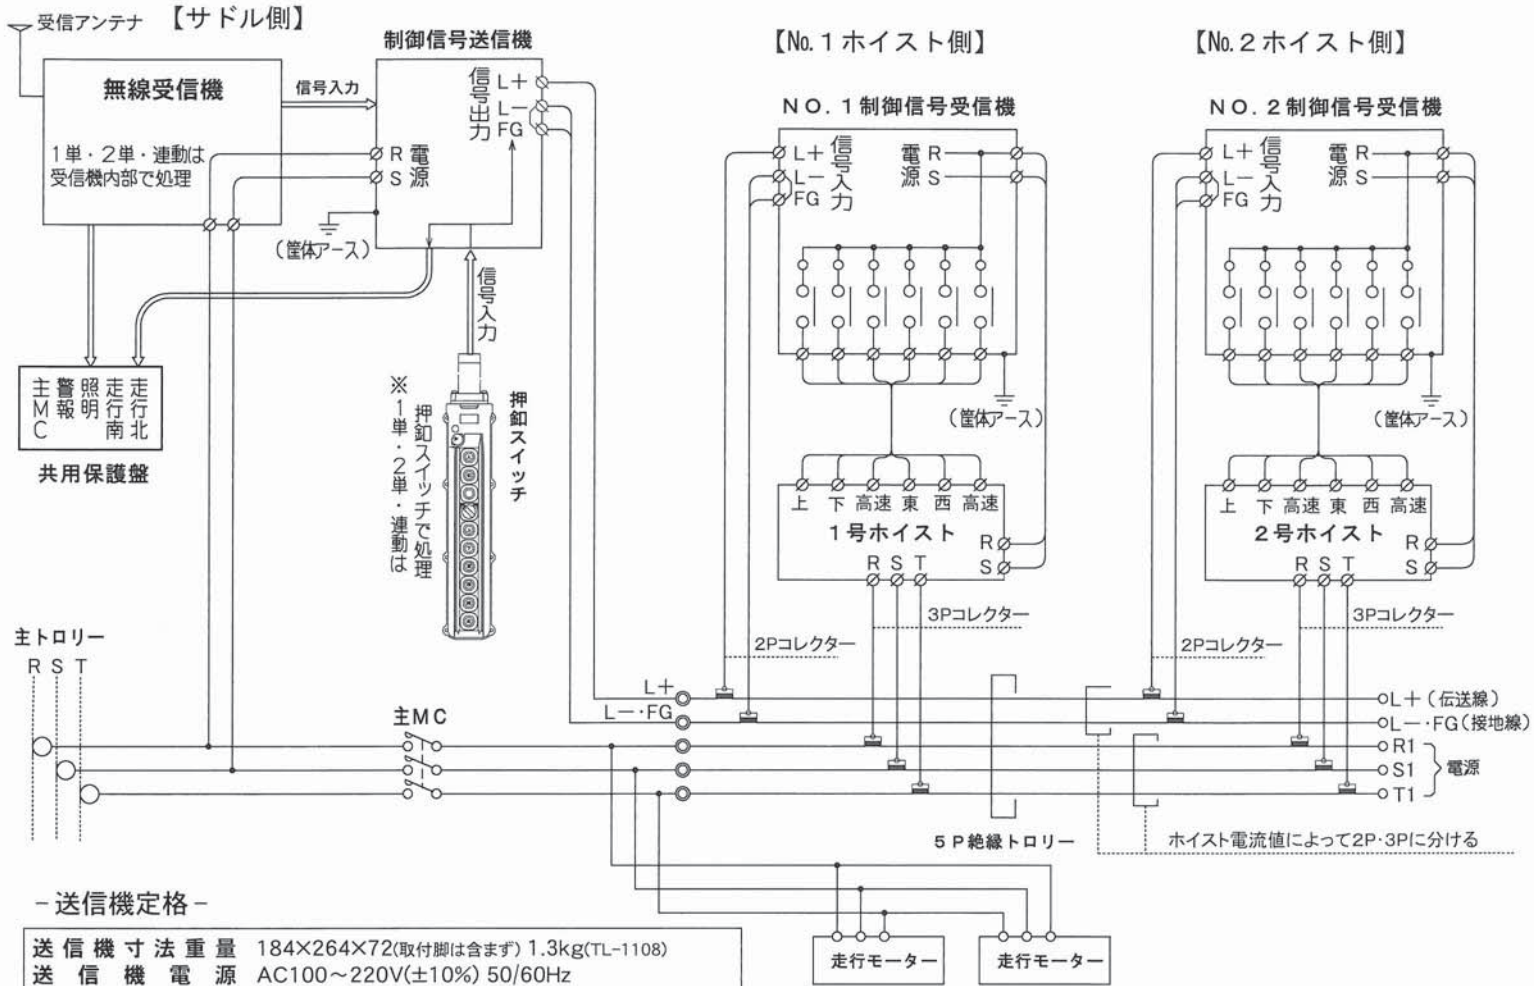 受信アンテナ
【サドル側】
無線受信機
1単・2単・連動は
受信機内部で処理
信号入力
制御信号送信機
信号出力
L＋
L－
FG
R
S
電源
(筐体アース)
信号入力
主MC
警報
照明
走行南
走行北
共用保護盤
押釦スイッチ
※1単・2単・連動は
押釦スイッチで処理
【№.1ホイスト側】
NO.1制御信号受信機
L＋
L－
FG
信号入力
電源
R
S
(筐体アース)
上 下 高速 東 西 高速
1号ホイスト
R
S
R S T
3Pコレクター
2Pコレクター
【№.2ホイスト側】
NO.2制御信号受信機
L＋
L－
FG
信号入力
電源
R
S
(筐体アース)
上 下 高速 東 西 高速
2号ホイスト
R
S
R S T
3Pコレクター
2Pコレクター
主トロリー
R S T
主MC
L＋
L－・FG
L＋(伝送線)
L－・FG(接地線)
R1
S1
T1
電源
5P絶縁トロリー
ホイスト電流値によって2P・3Pに分ける
走行モーター
走行モーター
－送信機定格－
送信機寸法重量 184×264×72(取付脚は含まず) 1.3kg(TL-1108)
送信機電源 AC100～220V(±10%) 50/60Hz